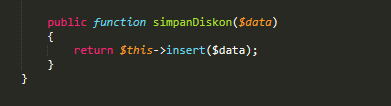 public function simpanDiskon($data)
{
return $this->insert($data);
}
}